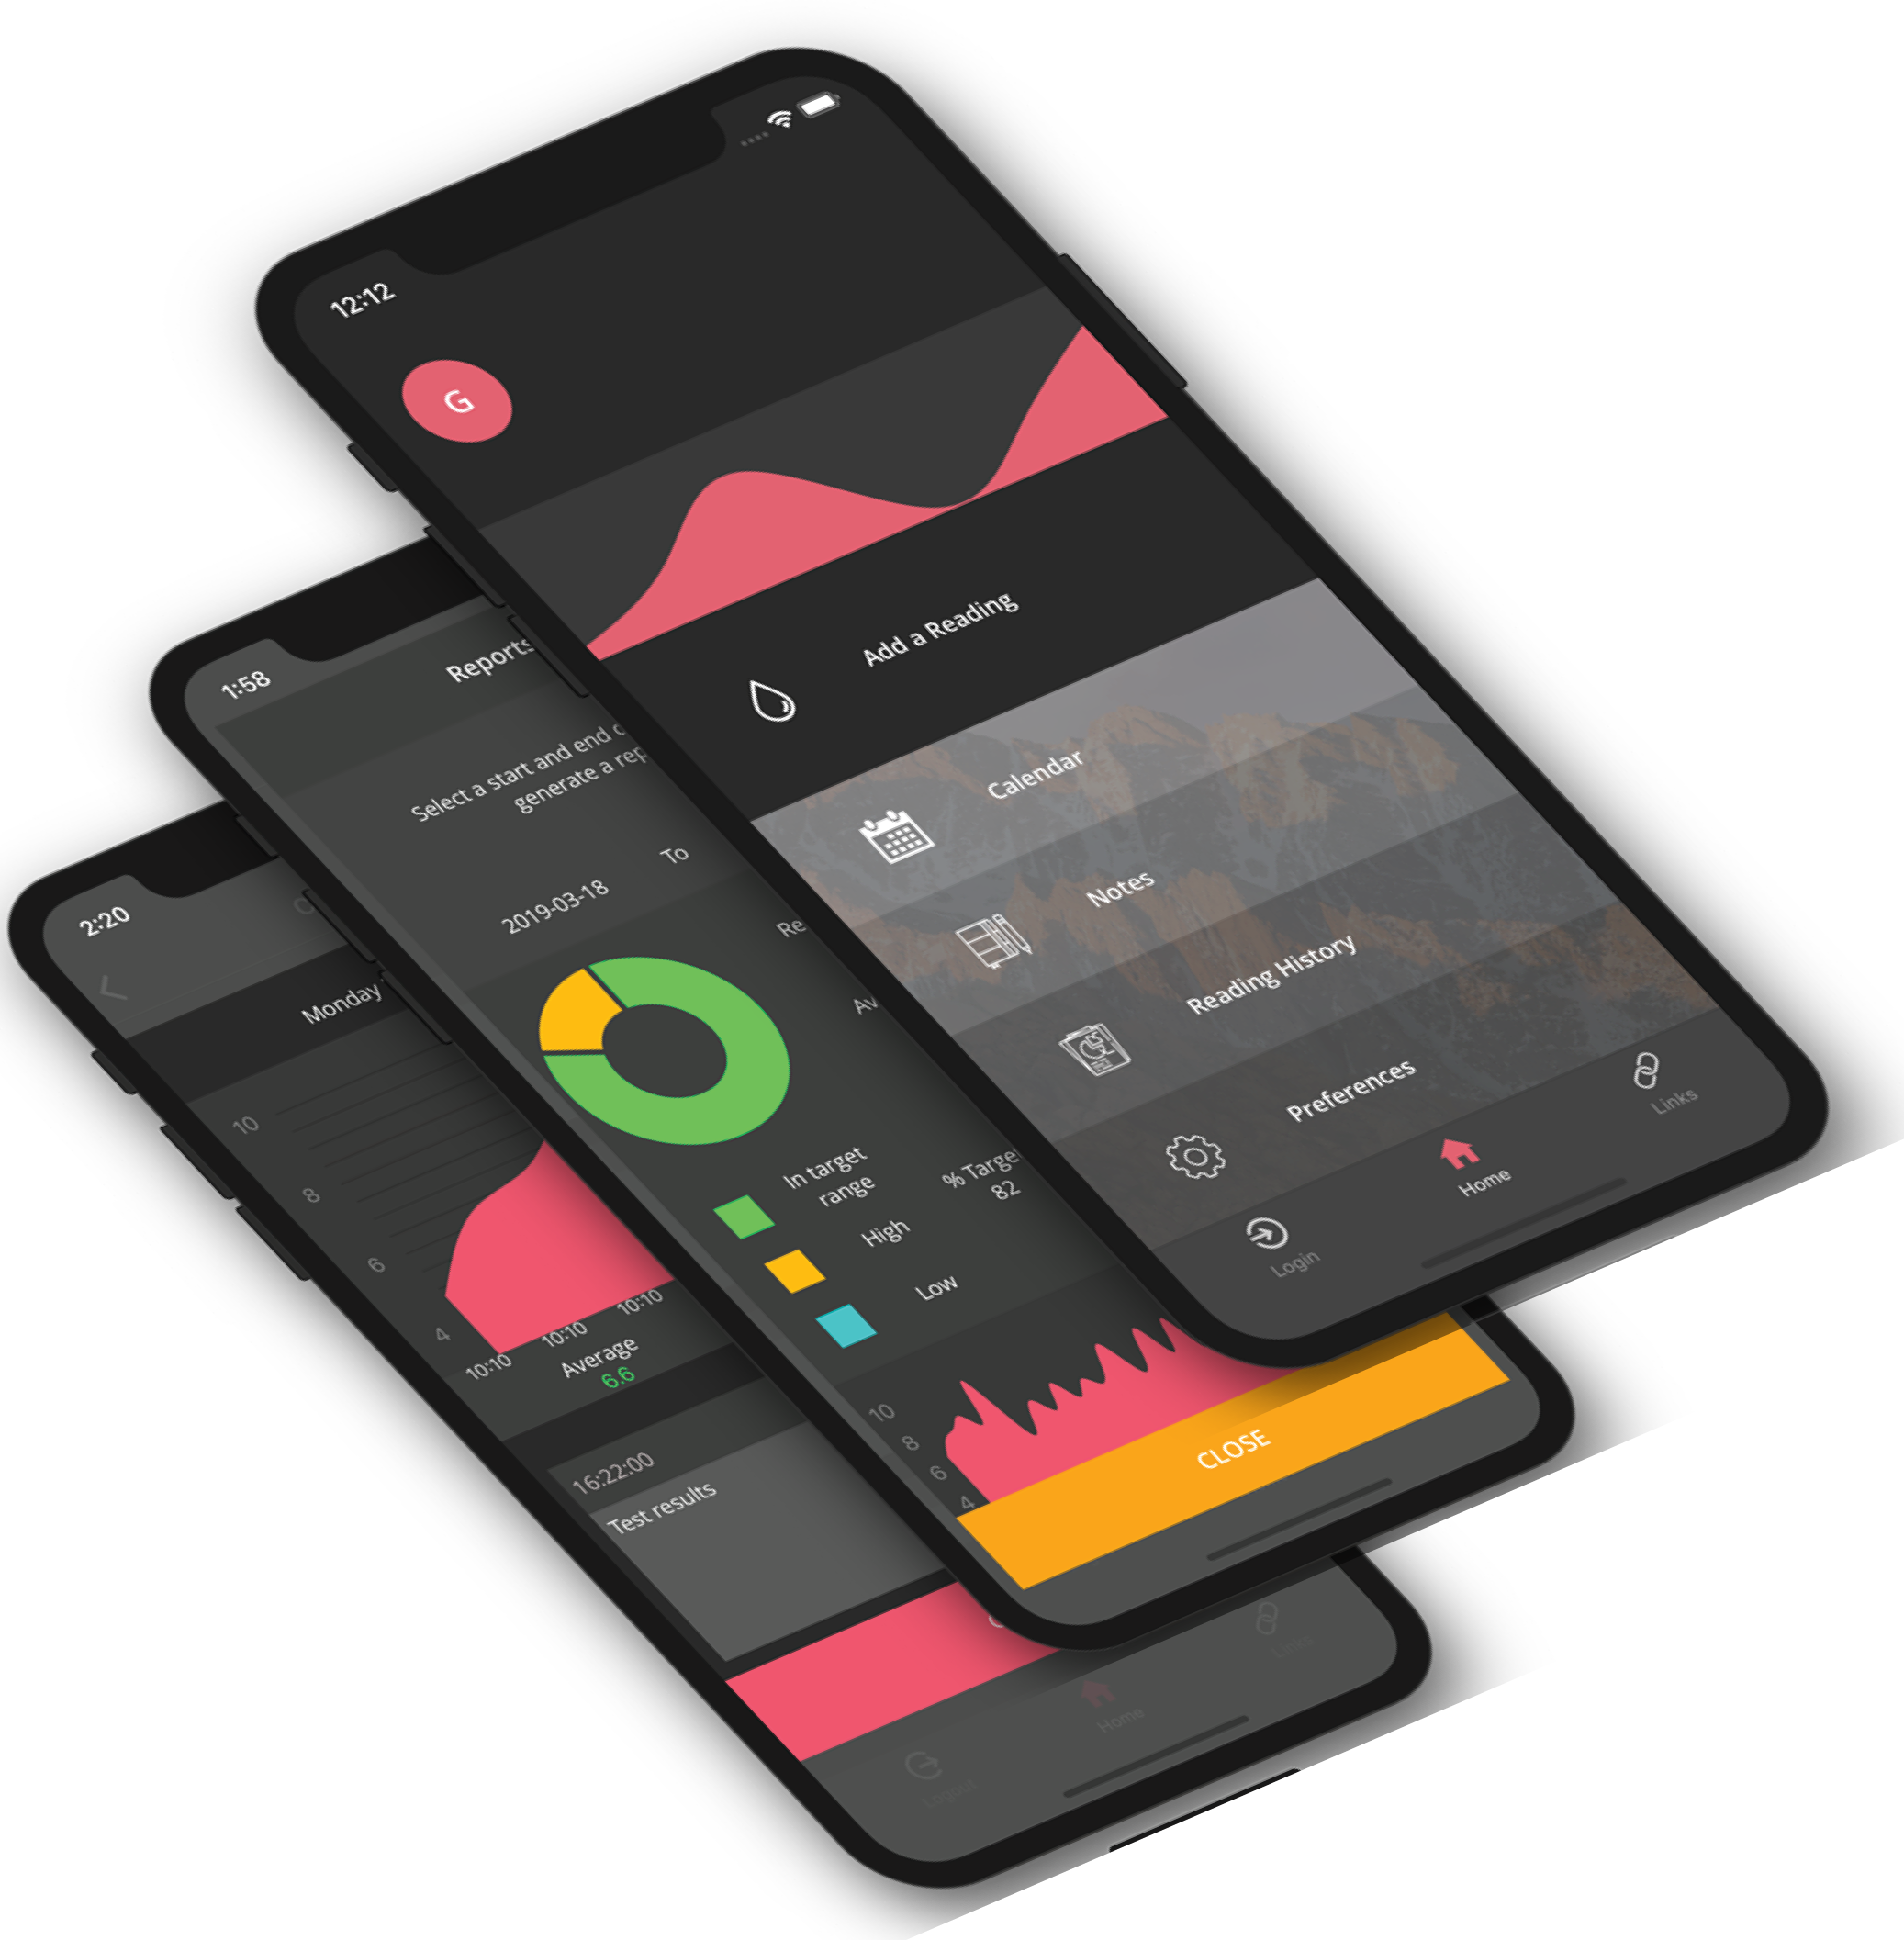 12:12
G
Add a Reading
Calendar
Notes
Reading History
Preferences
Login
Home
Links
1:58
Reports
Select a start and end
generate a
To
2019-03-18
In target
range
% Targe
82
High
Low
10
8
6
4
CLOSE
2:20
Monday
10
8
6
4
10:10
10:10
10:10
Average
6.6
16:22:00
Test results
Logout
Home
Links